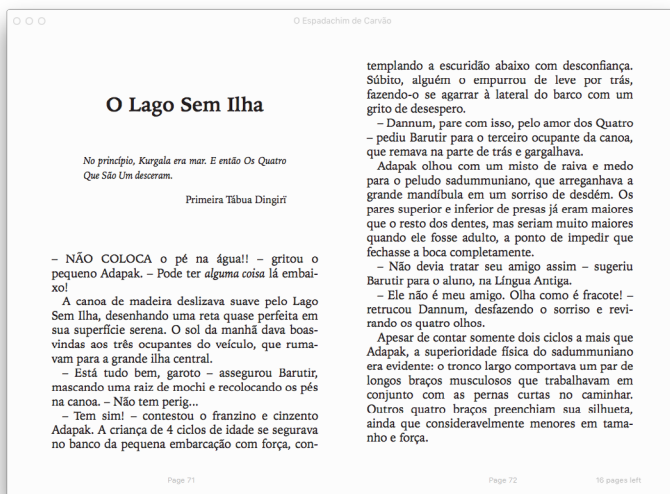 O Espadachim de Carvão
O Lago Sem Ilha
No princípio, Kurgala era mar. E então Os Quatro
Que São Um desceram.
Primeira Tábua Dingirï
– NÃO COLOCA o pé na água!! – gritou o
pequeno Adapak. – Pode ter alguma coisa lá embai-
xo!
A canoa de madeira deslizava suave pelo Lago
Sem Ilha, desenhando uma reta quase perfeita em
sua superfície serena. O sol da manhã dava boas-
vindas aos três ocupantes do veículo, que ruma-
vam para a grande ilha central.
– Está tudo bem, garoto – assegurou Barutir,
mascando uma raiz de mochi e recolocando os pés
na canoa. – Não tem perig...
– Tem sim! – contestou o franzino e cinzento
Adapak. A criança de 4 ciclos de idade se segurava
no banco da pequena embarcação com força, con-
Page 71
templando a escuridão abaixo com desconfiança.
Súbito, alguém o empurrou de leve por trás,
fazendo-o se agarrar à lateral do barco com um
grito de desespero.
– Dannum, pare com isso, pelo amor dos Quatro
– pediu Barutir para o terceiro ocupante da canoa,
que remava na parte de trás e gargalhava.
Adapak olhou com um misto de raiva e medo
para o peludo sadummuniano, que arreganhava a
grande mandíbula em um sorriso de desdém. Os
pares superior e inferior de presas já eram maiores
que o resto dos dentes, mas seriam muito maiores
quando ele fosse adulto, a ponto de impedir que
fechasse a boca completamente.
– Não devia tratar seu amigo assim – sugeriu
Barutir para o aluno, na Língua Antiga.
– Ele não é meu amigo. Olha como é fracote! –
retrucou Dannum, desfazendo o sorriso e revi-
rando os quatro olhos.
Apesar de contar somente dois ciclos a mais que
Adapak, a superioridade física do sadummuniano
era evidente: o tronco largo comportava um par de
longos braços musculosos que trabalhavam em
conjunto com as pernas curtas no caminhar.
Outros quatro braços preenchiam sua silhueta,
ainda que consideravelmente menores em tama-
nho e força.
Page 72
16 pages left